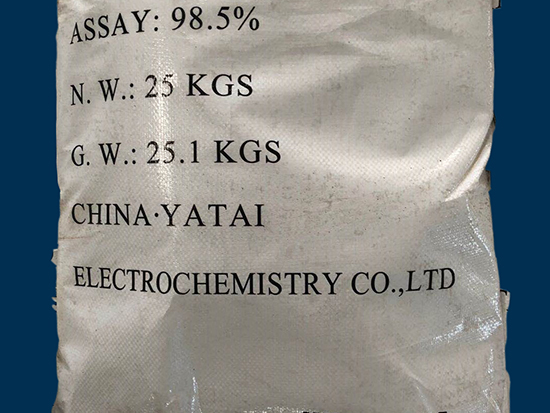 ASSAY: 98.5%
N. W.: 25 KGS
G. W.: 25.1 KGS
CHINA·YATAI
ELECTROCHEMISTRY CO.,LTD